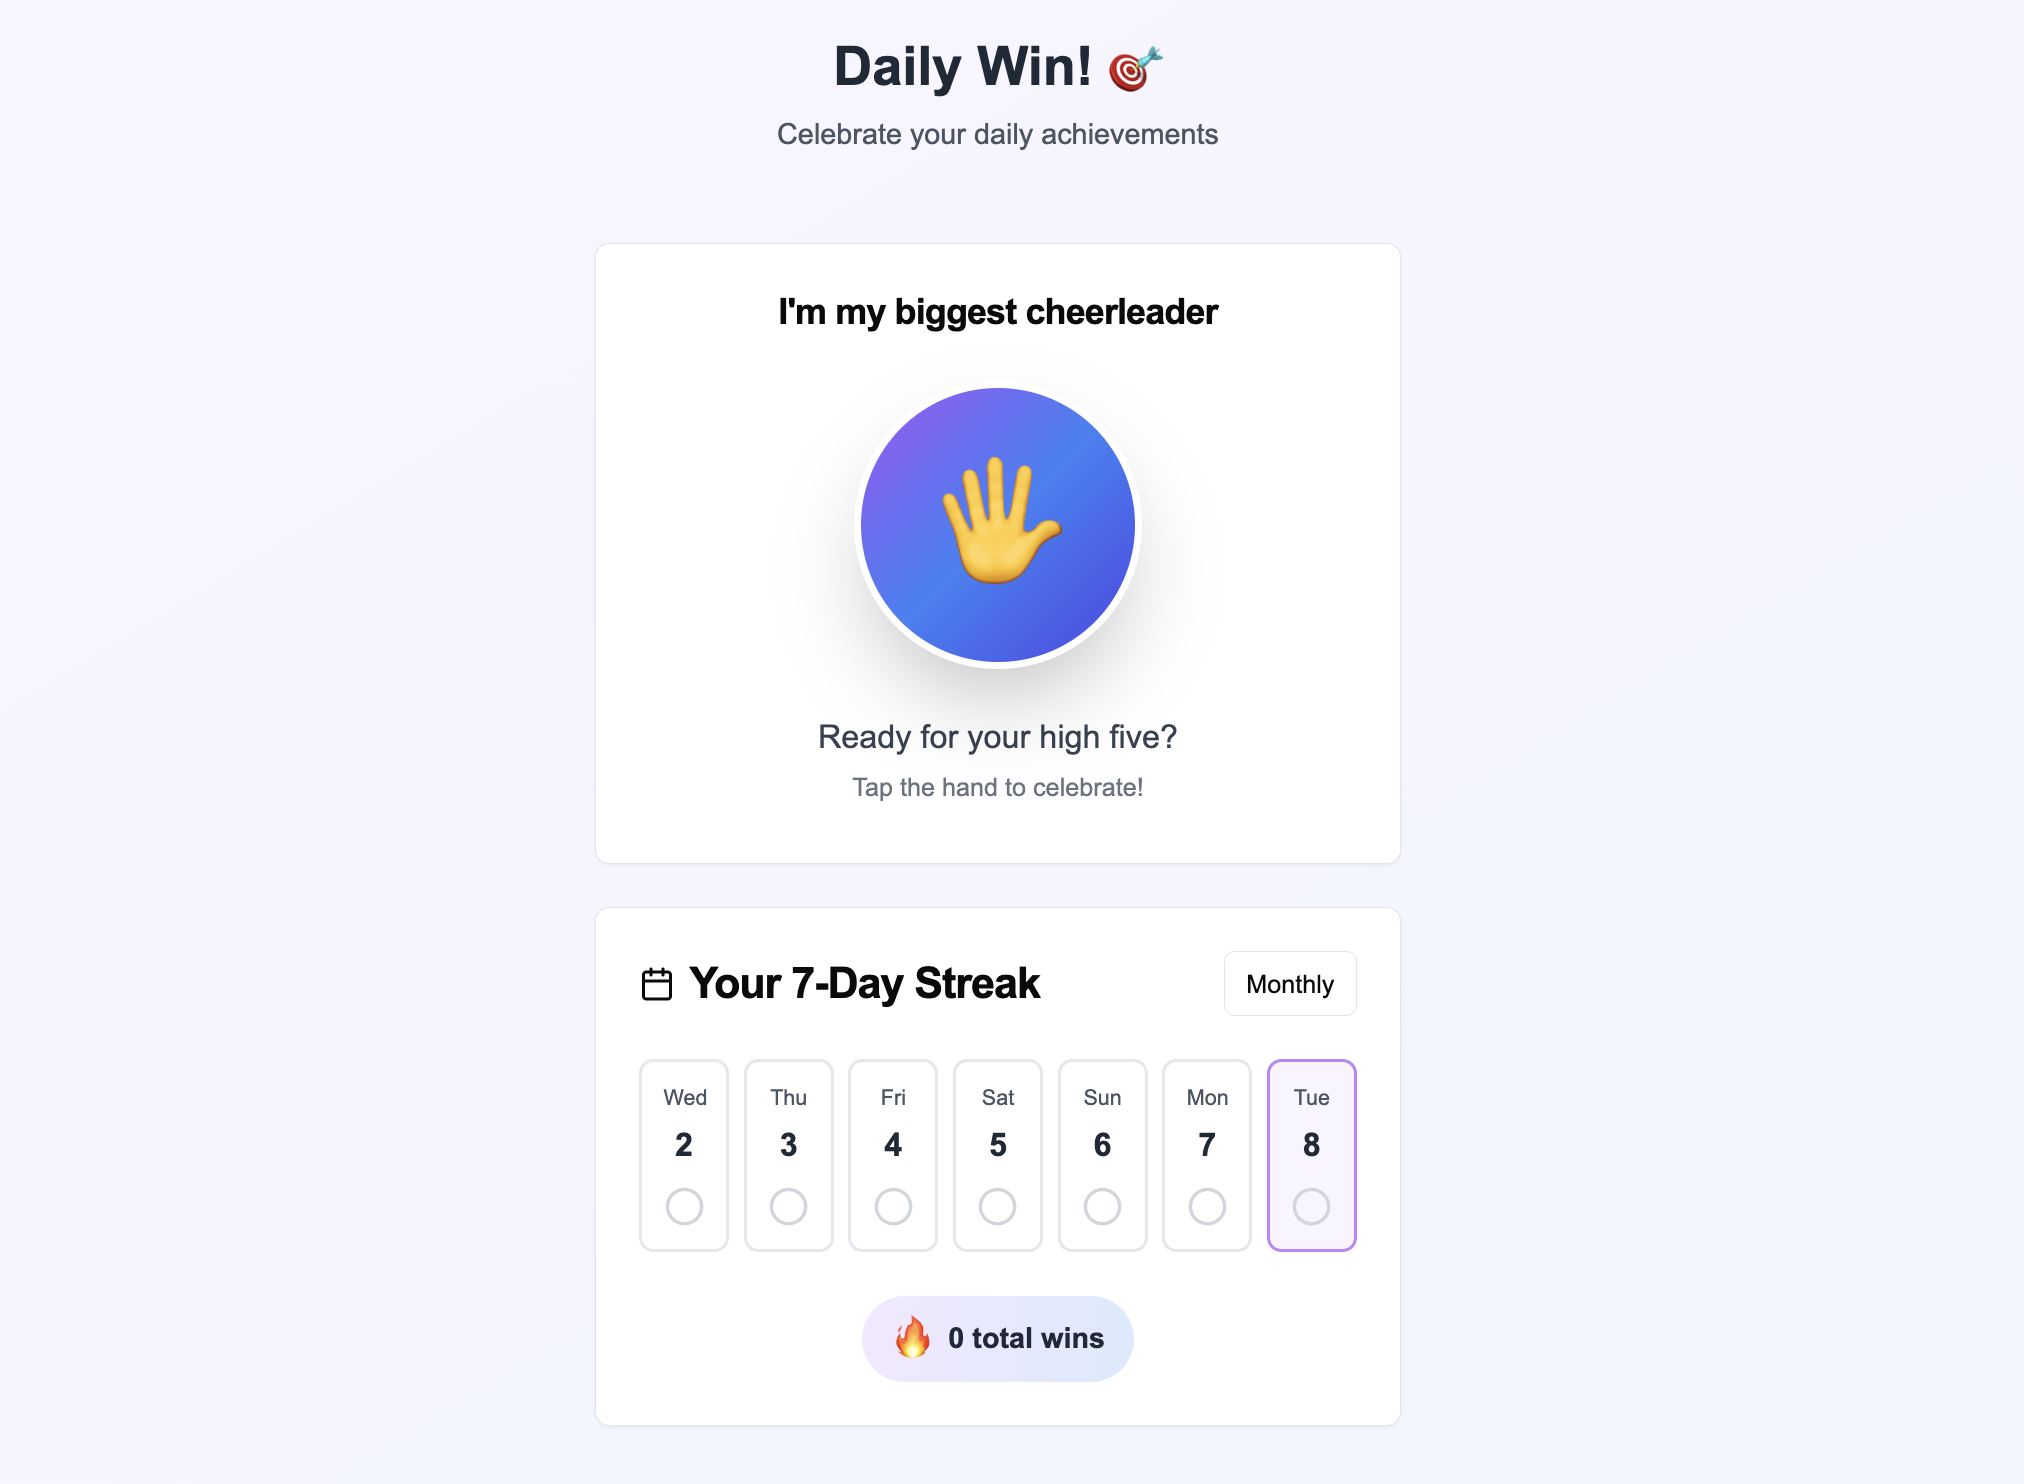 Daily Win! 🎯
Celebrate your daily achievements
I'm my biggest cheerleader
Ready for your high five?
Tap the hand to celebrate!
Your 7-Day Streak
Monthly
Wed Thu Fri Sat Sun Mon Tue
2 3 4 5 6 7 8
🔥 0 total wins